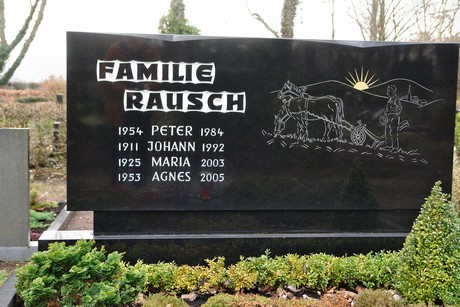 FAMILIE
RAUSCH
1954 PETER 1984
1911 JOHANN 1992
1925 MARIA 2003
1953 AGNES 2005